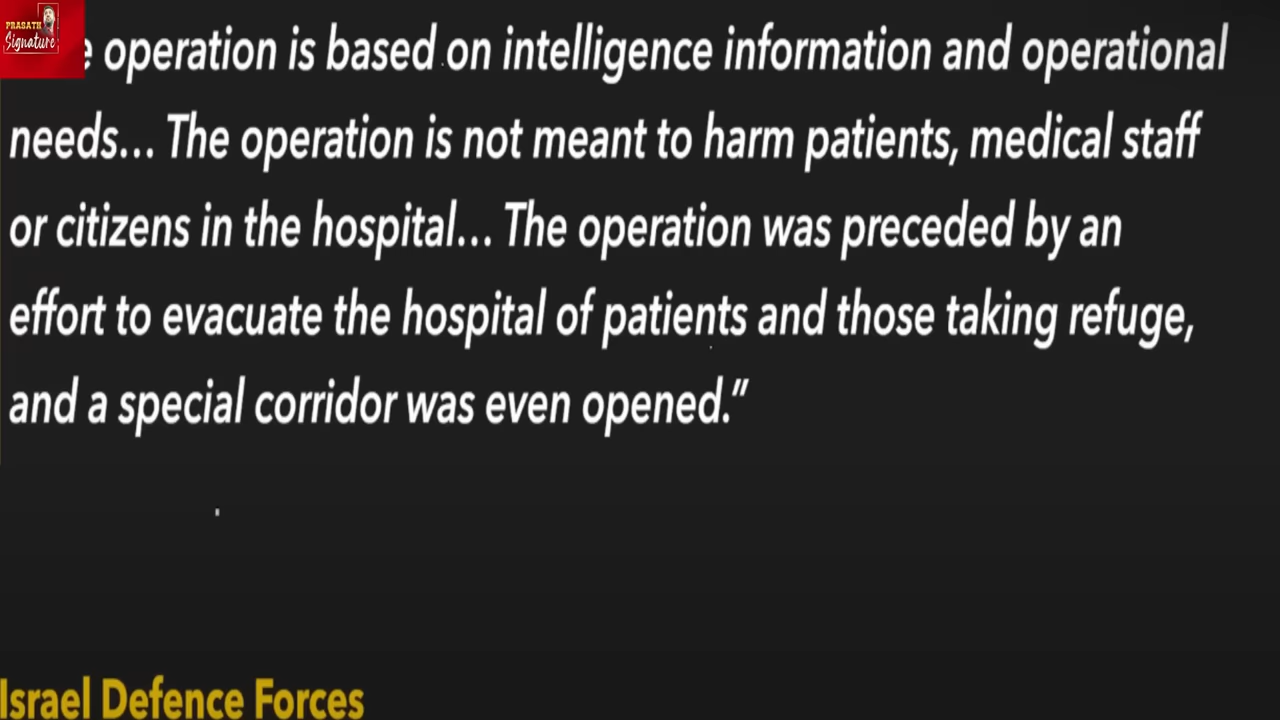 PRASATH
Signature
operation is based on intelligence information and operational
needs... The operation is not meant to harm patients, medical staff
or citizens in the hospital... The operation was preceded by an
effort to evacuate the hospital of patients and those taking refuge,
and a special corridor was even opened.”
Israel Defence Forces